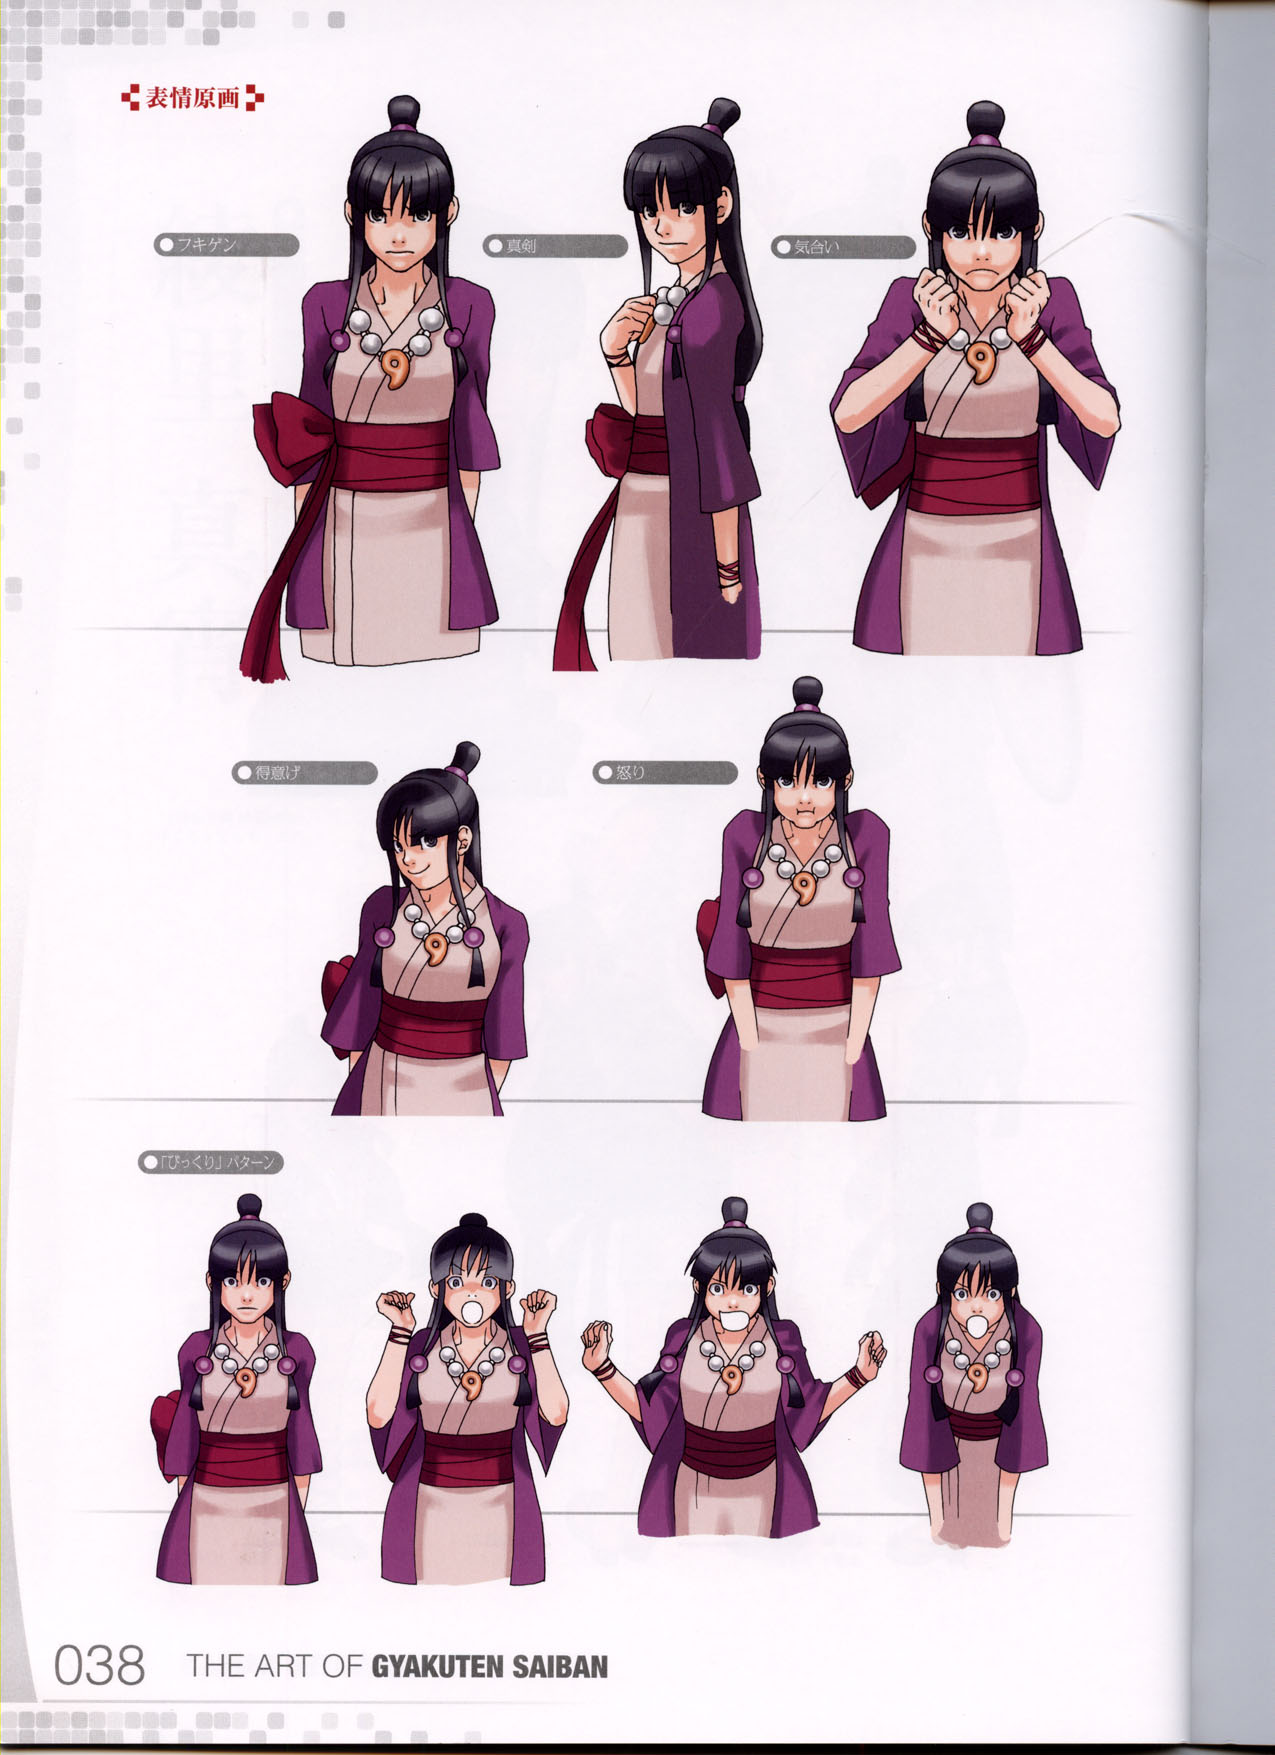 表情原画
フキゲン
真剣
気合い
得意げ
怒り
「びっくり」パターン
038 THE ART OF GYAKUTEN SAIBAN